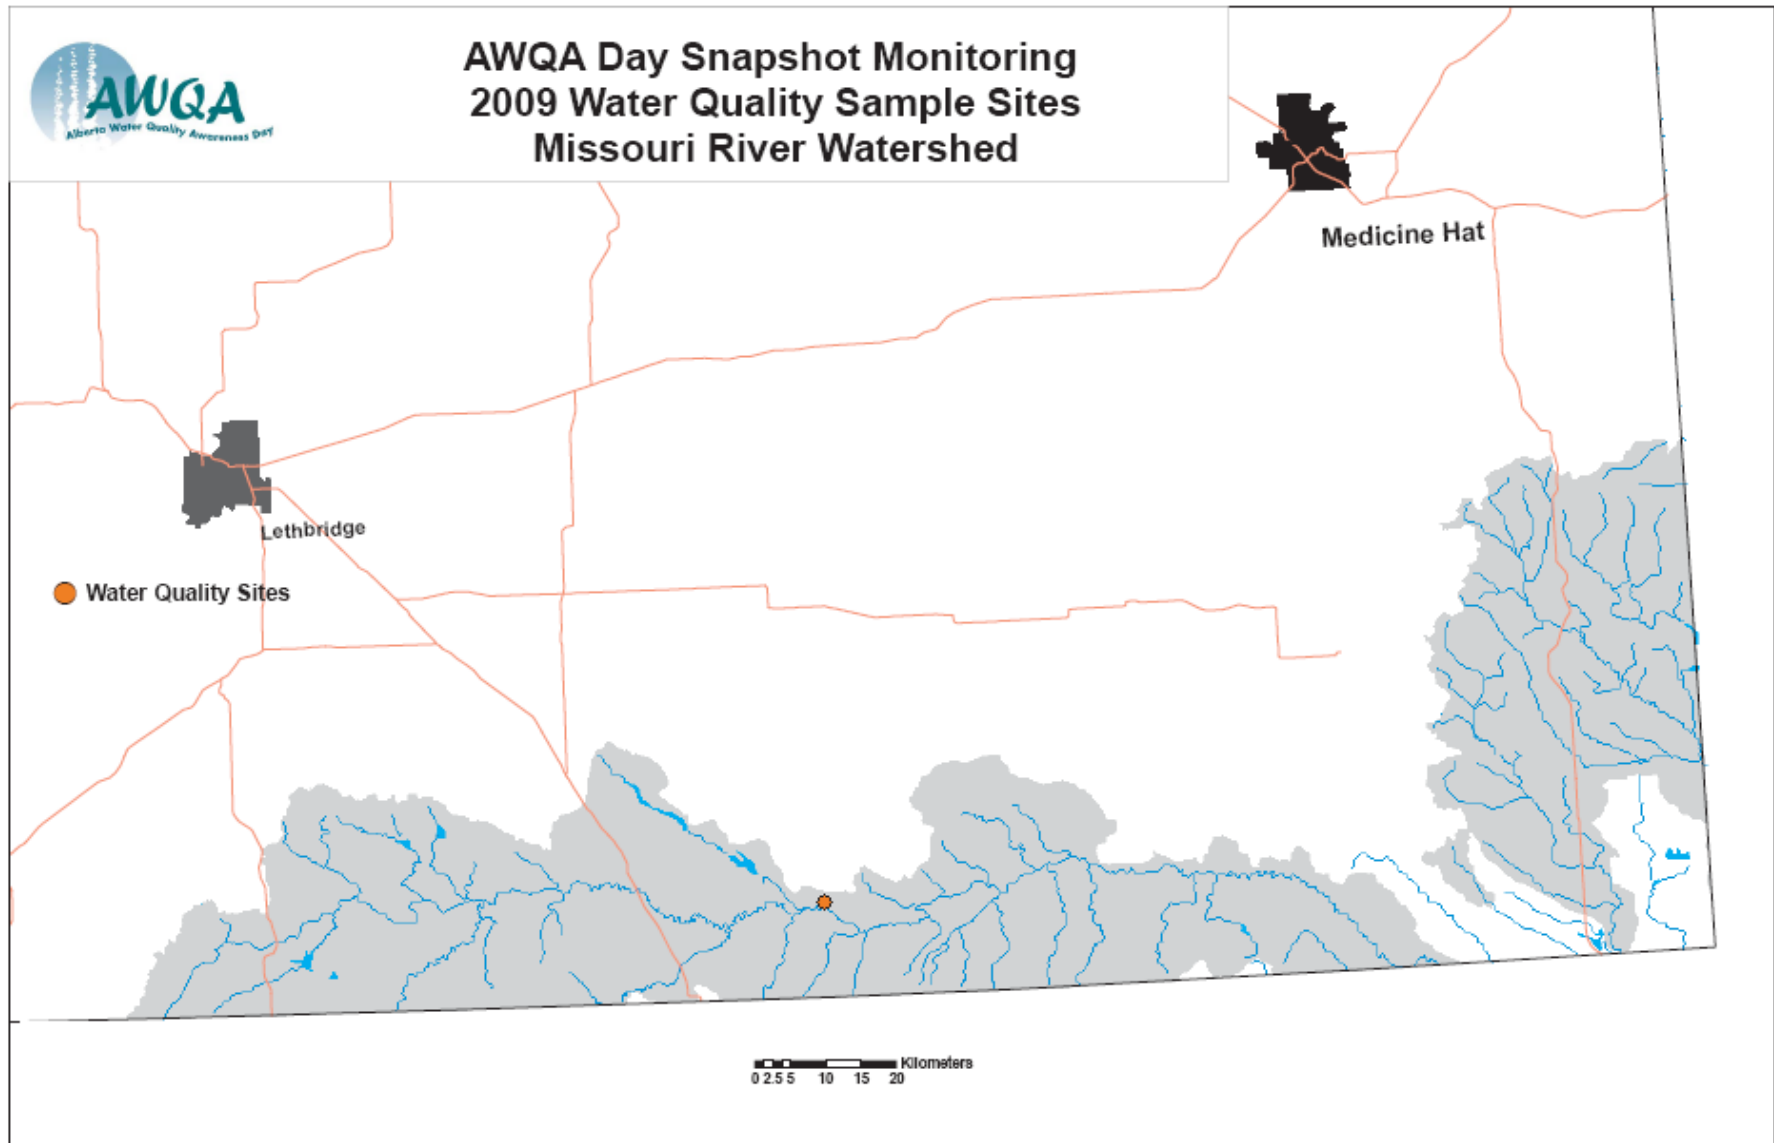 AWQA
Alberta Water Quality Awareness Day
AWQA Day Snapshot Monitoring
2009 Water Quality Sample Sites
Missouri River Watershed
Medicine Hat
Lethbridge
Water Quality Sites
Kilometers
0 2.5 5 10 15 20